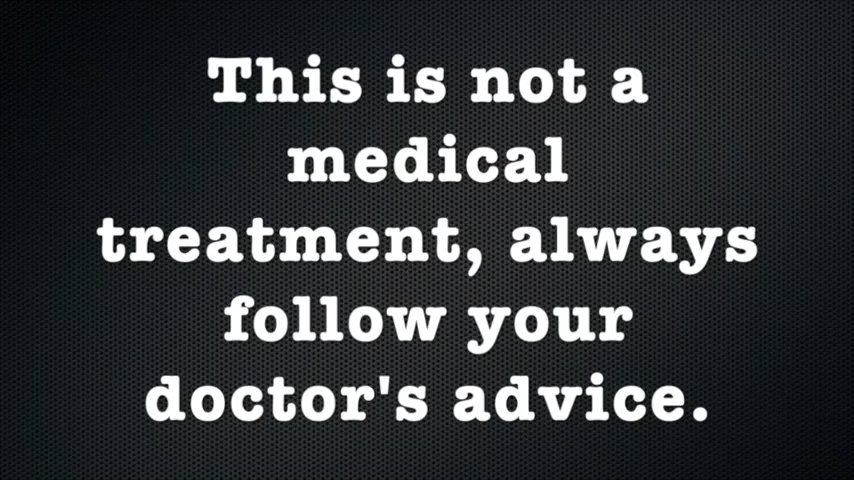 This is not a
medical
treatment, always
follow your
doctor's advice.